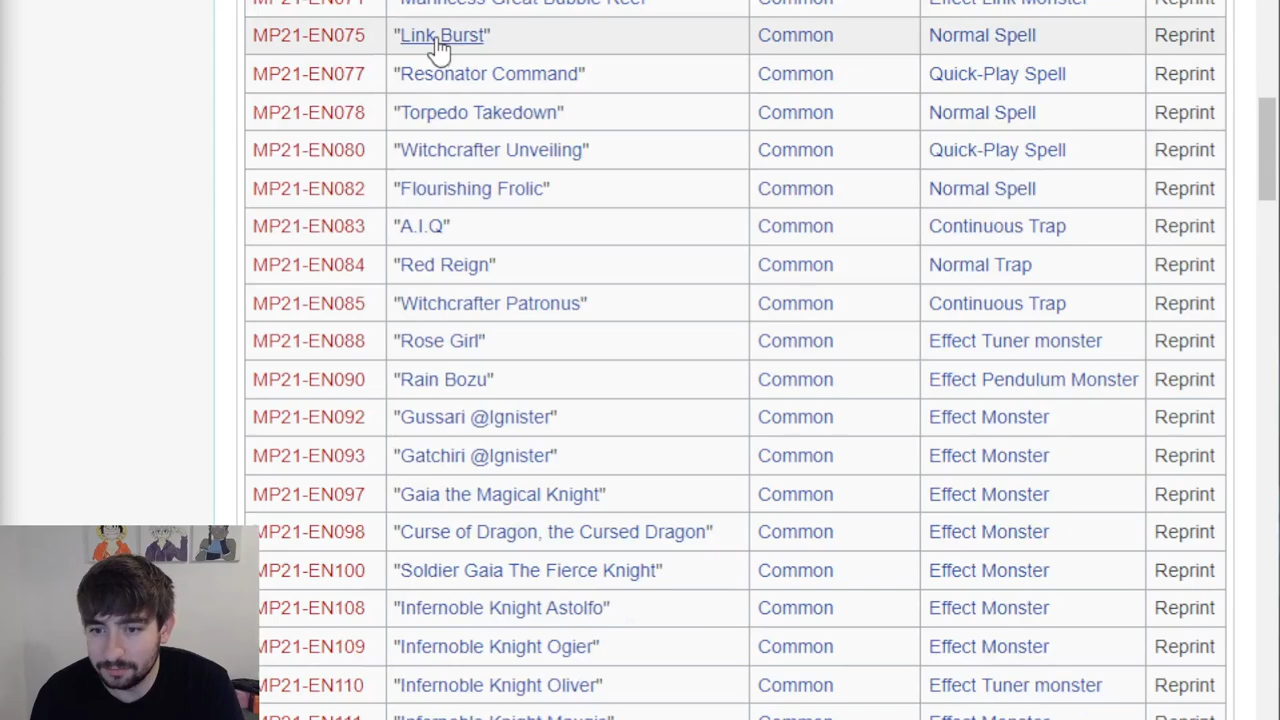 MP21-EN075 "Link Burst" Common Normal Spell Reprint
MP21-EN077 "Resonator Command" Common Quick-Play Spell Reprint
MP21-EN078 "Torpedo Takedown" Common Normal Spell Reprint
MP21-EN080 "Witchcrafter Unveiling" Common Quick-Play Spell Reprint
MP21-EN082 "Flourishing Frolic" Common Normal Spell Reprint
MP21-EN083 "A.I.Q" Common Continuous Trap Reprint
MP21-EN084 "Red Reign" Common Normal Trap Reprint
MP21-EN085 "Witchcrafter Patronus" Common Continuous Trap Reprint
MP21-EN088 "Rose Girl" Common Effect Tuner monster Reprint
MP21-EN090 "Rain Bozu" Common Effect Pendulum Monster Reprint
MP21-EN092 "Gussari @Ignister" Common Effect Monster Reprint
MP21-EN093 "Gatchiri @Ignister" Common Effect Monster Reprint
MP21-EN097 "Gaia the Magical Knight" Common Effect Monster Reprint
MP21-EN098 "Curse of Dragon, the Cursed Dragon" Common Effect Monster Reprint
MP21-EN100 "Soldier Gaia The Fierce Knight" Common Effect Monster Reprint
MP21-EN108 "Infernoble Knight Astolfo" Common Effect Monster Reprint
MP21-EN109 "Infernoble Knight Ogier" Common Effect Monster Reprint
MP21-EN110 "Infernoble Knight Oliver" Common Effect Tuner monster Reprint